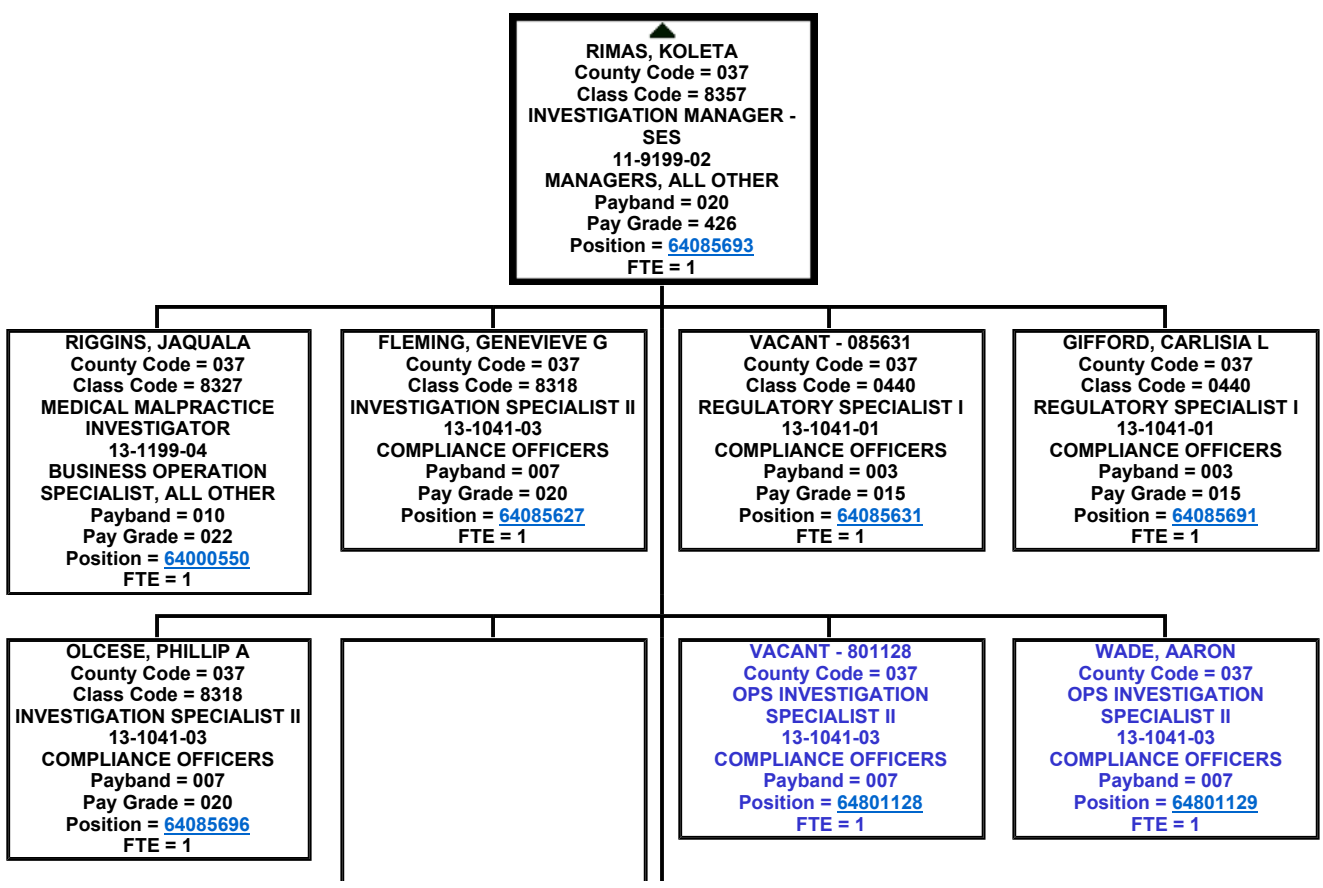 RIMAS, KOLETA
County Code = 037
Class Code = 8357
INVESTIGATION MANAGER -
SES
11-9199-02
MANAGERS, ALL OTHER
Payband = 020
Pay Grade = 426
Position = 64085693
FTE = 1
RIGGINS, JAQUALA
County Code = 037
Class Code = 8327
MEDICAL MALPRACTICE
INVESTIGATOR
13-1199-04
BUSINESS OPERATION
SPECIALIST, ALL OTHER
Payband = 010
Pay Grade = 022
Position = 64000550
FTE = 1
FLEMING, GENEVIEVE G
County Code = 037
Class Code = 8318
INVESTIGATION SPECIALIST II
13-1041-03
COMPLIANCE OFFICERS
Payband = 007
Pay Grade = 020
Position = 64085627
FTE = 1
VACANT - 085631
County Code = 037
Class Code = 0440
REGULATORY SPECIALIST I
13-1041-01
COMPLIANCE OFFICERS
Payband = 003
Pay Grade = 015
Position = 64085631
FTE = 1
GIFFORD, CARLISIA L
County Code = 037
Class Code = 0440
REGULATORY SPECIALIST I
13-1041-01
COMPLIANCE OFFICERS
Payband = 003
Pay Grade = 015
Position = 64085691
FTE = 1
OLCESE, PHILLIP A
County Code = 037
Class Code = 8318
INVESTIGATION SPECIALIST II
13-1041-03
COMPLIANCE OFFICERS
Payband = 007
Pay Grade = 020
Position = 64085696
FTE = 1
VACANT - 801128
County Code = 037
OPS INVESTIGATION
SPECIALIST II
13-1041-03
COMPLIANCE OFFICERS
Payband = 007
Position = 64801128
FTE = 1
WADE, AARON
County Code = 037
OPS INVESTIGATION
SPECIALIST II
13-1041-03
COMPLIANCE OFFICERS
Payband = 007
Position = 64801129
FTE = 1